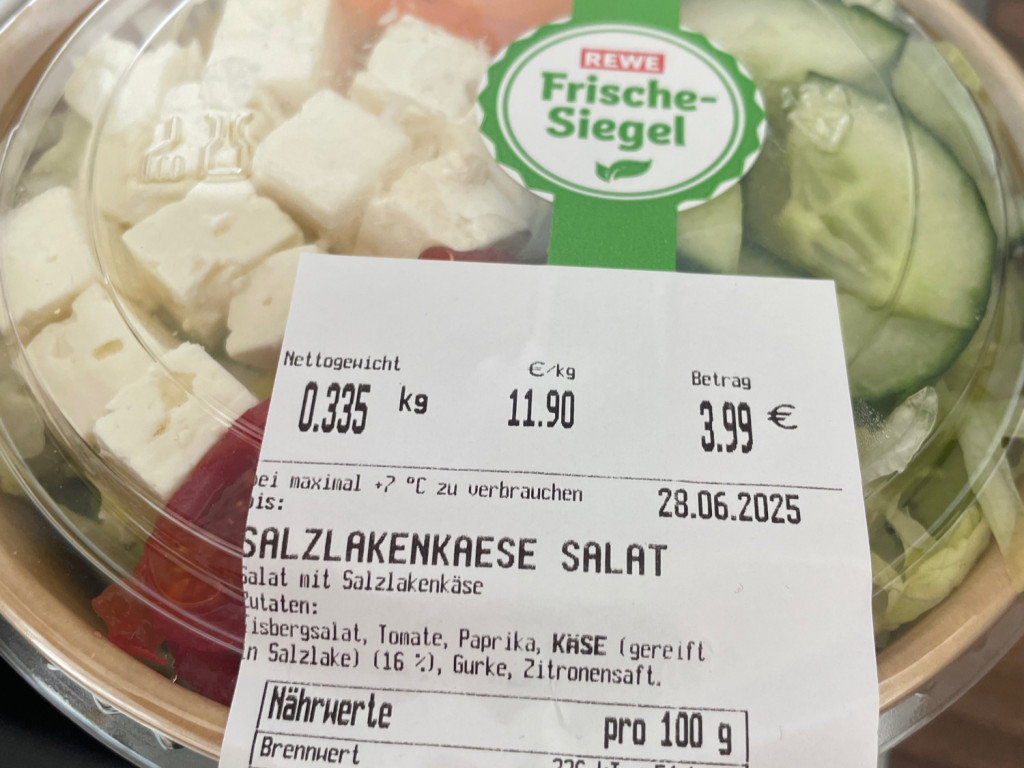 REWE
Frische-
Siegel
Nettogewicht €/kg Betrag
0.335 kg 11.90 3.99 €
bei maximal +7 °C zu verbrauchen 28.06.2025
bis:
SALZLAKENKAESE SALAT
Salat mit Salzlakenkäse
Zutaten:
Eisbergsalat, Tomate, Paprika, KÄSE (gereift
in Salzlake) (16 %), Gurke, Zitronensaft.
Nährwerte pro 100 g
Brennwert